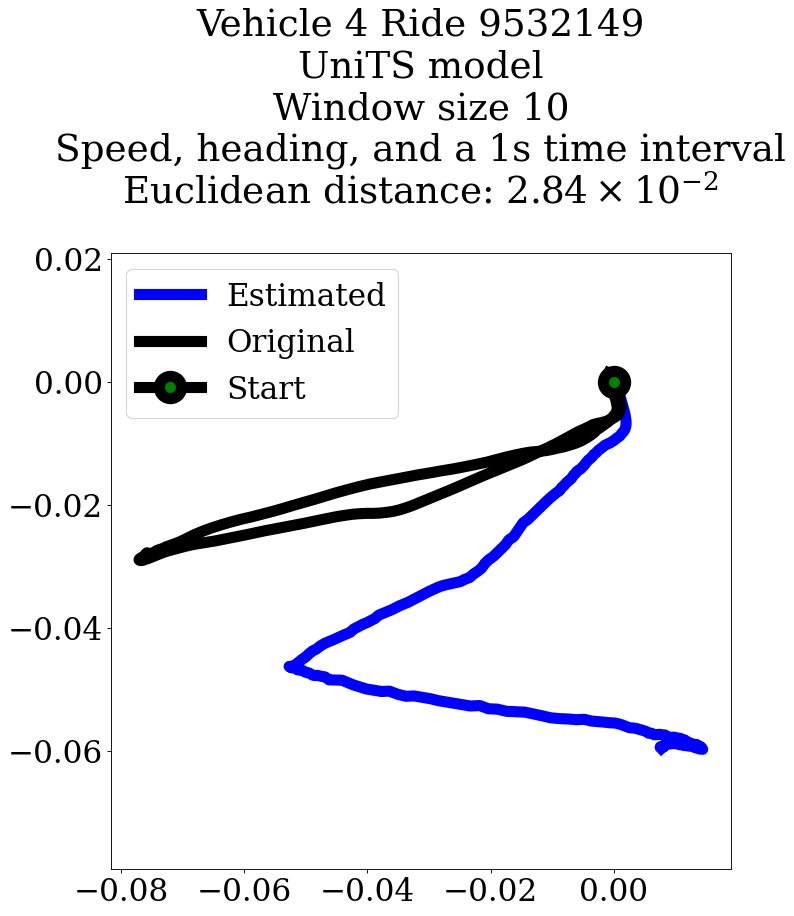 Vehicle 4 Ride 9532149
UniTS model
Window size 10
Speed, heading, and a 1s time interval
Euclidean distance: 2.84 × 10⁻²
0.02
Estimated
Original
Start
0.00
−0.02
−0.04
−0.06
−0.08 −0.06 −0.04 −0.02 0.00